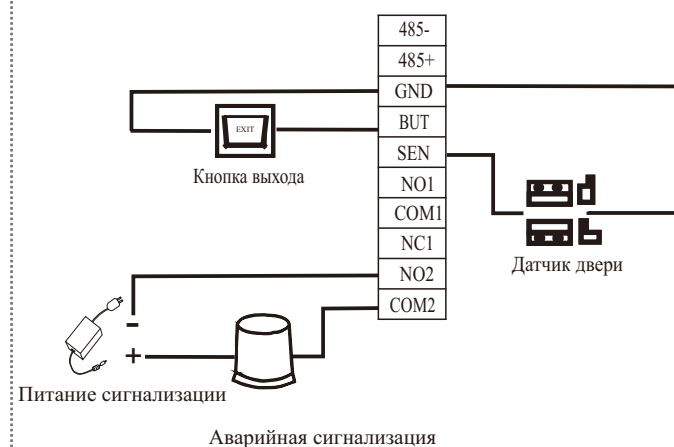 485-
485+
GND
BUT
SEN
NO1
COM1
NC1
NO2
COM2
EXIT
Кнопка выхода
Датчик двери
-
+
Питание сигнализации
Аварийная сигнализация